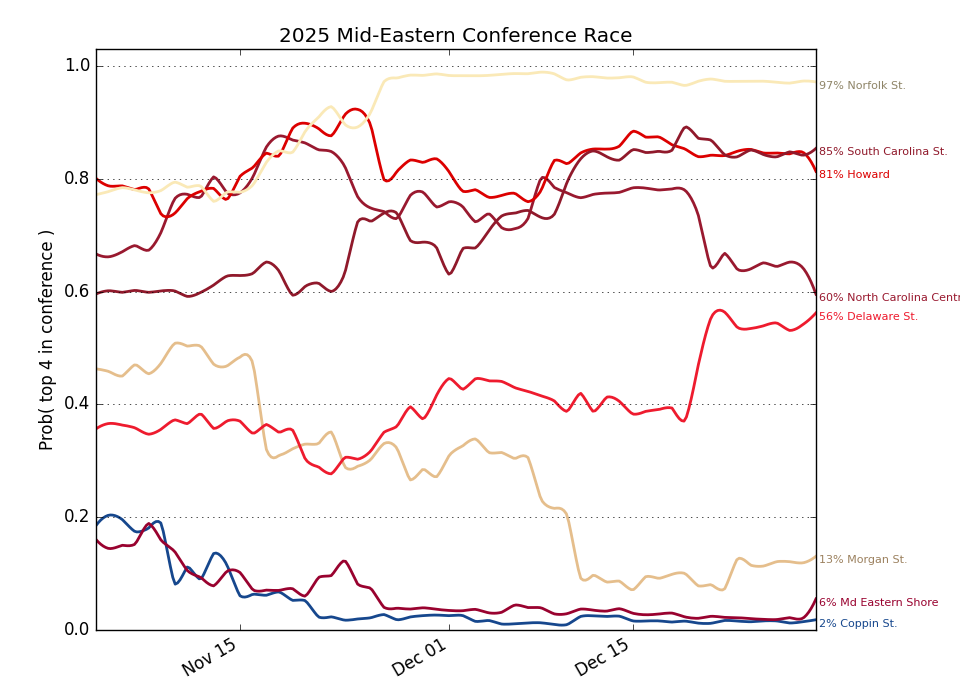 2025 Mid-Eastern Conference Race
Prob( top 4 in conference )
1.0
0.8
0.6
0.4
0.2
0.0
Nov 15
Dec 01
Dec 15
97% Norfolk St.
85% South Carolina St.
81% Howard
60% North Carolina Centr
56% Delaware St.
13% Morgan St.
6% Md Eastern Shore
2% Coppin St.